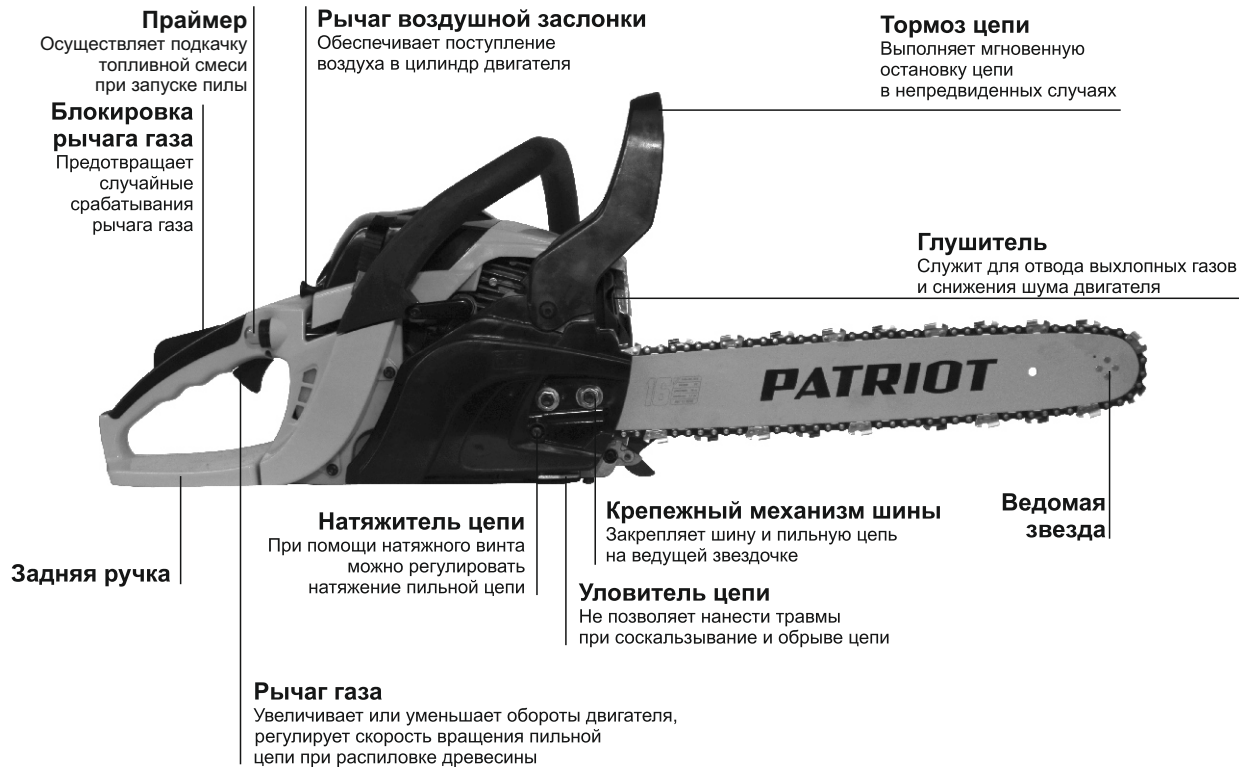 Праймер
Осуществляет подкачку
топливной смеси
при запуске пилы
Рычаг воздушной заслонки
Обеспечивает поступление
воздуха в цилиндр двигателя
Тормоз цепи
Выполняет мгновенную
остановку цепи
в непредвиденных случаях
Блокировка
рычага газа
Предотвращает
случайные
срабатывания
рычага газа
Глушитель
Служит для отвода выхлопных газов
и снижения шума двигателя
PATRIOT
16
Натяжитель цепи
При помощи натяжного винта
можно регулировать
натяжение пильной цепи
Крепежный механизм шины
Закрепляет шину и пильную цепь
на ведущей звездочке
Ведомая
звезда
Задняя ручка
Уловитель цепи
Не позволяет нанести травмы
при соскальзывание и обрыве цепи
Рычаг газа
Увеличивает или уменьшает обороты двигателя,
регулирует скорость вращения пильной
цепи при распиловке древесины